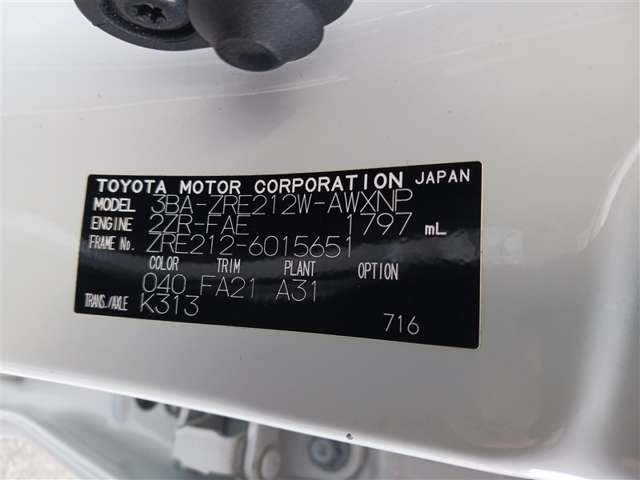 TOYOTA MOTOR CORPORATION JAPAN
MODEL 3BA-ZRE212W-AWXNP
ENGINE 2ZR-FAE 1797 mL
FRAME No. ZRE212-6015651
COLOR TRIM PLANT OPTION
040 FA21 A31
TRANS./AXLE K313
716